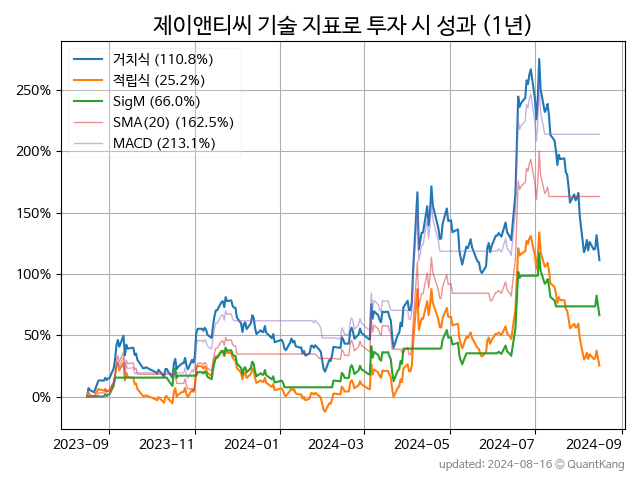 제이앤티씨 기술 지표로 투자 시 성과 (1년)
거치식 (110.8%)
적립식 (25.2%)
SigM (66.0%)
SMA(20) (162.5%)
MACD (213.1%)
250%
200%
150%
100%
50%
0%
2023-09 2023-11 2024-01 2024-03 2024-05 2024-07 2024-09
updated: 2024-08-16 © QuantKang